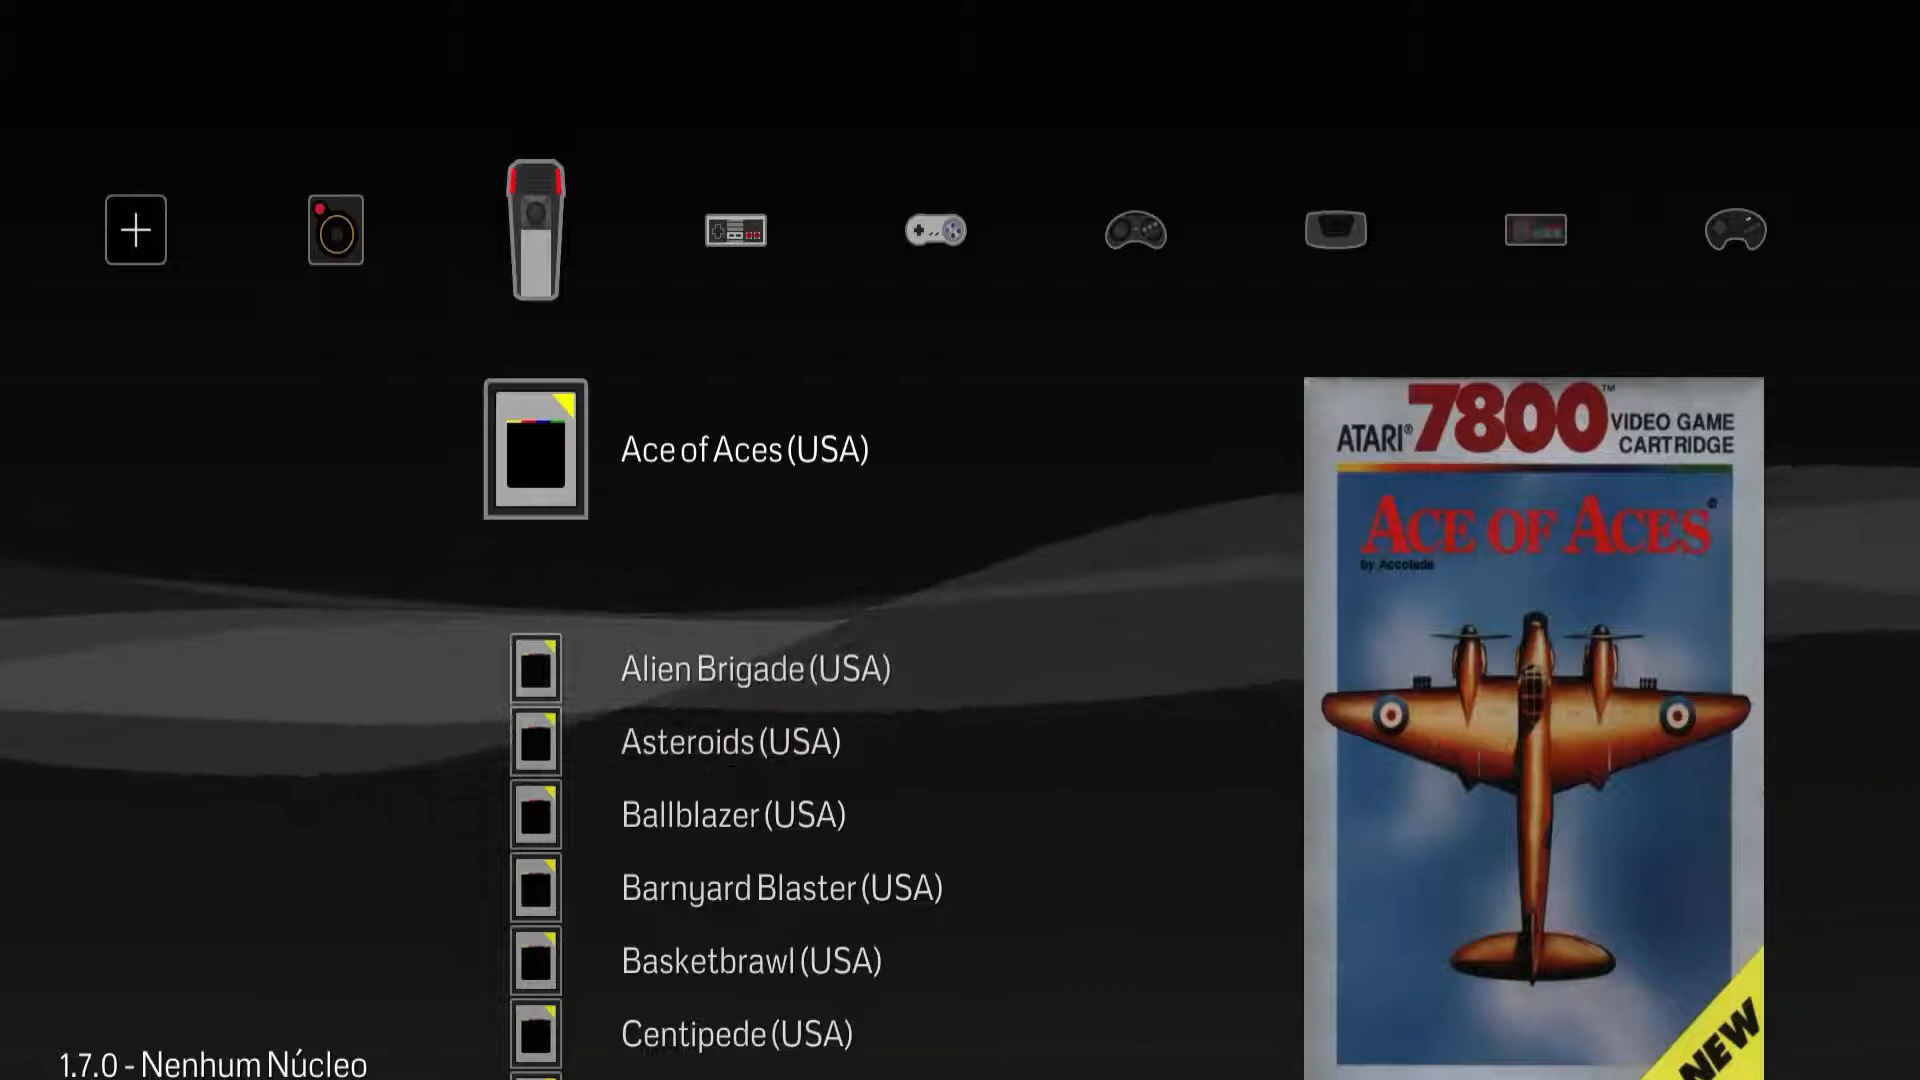 Ace of Aces (USA)
Alien Brigade (USA)
Asteroids (USA)
Ballblazer (USA)
Barnyard Blaster (USA)
Basketbrawl (USA)
Centipede (USA)
1.7.0 - Nenhum Núcleo
ATARI® 7800™ VIDEO GAME
CARTRIDGE
ACE OF ACES®
by Accolade
NEW